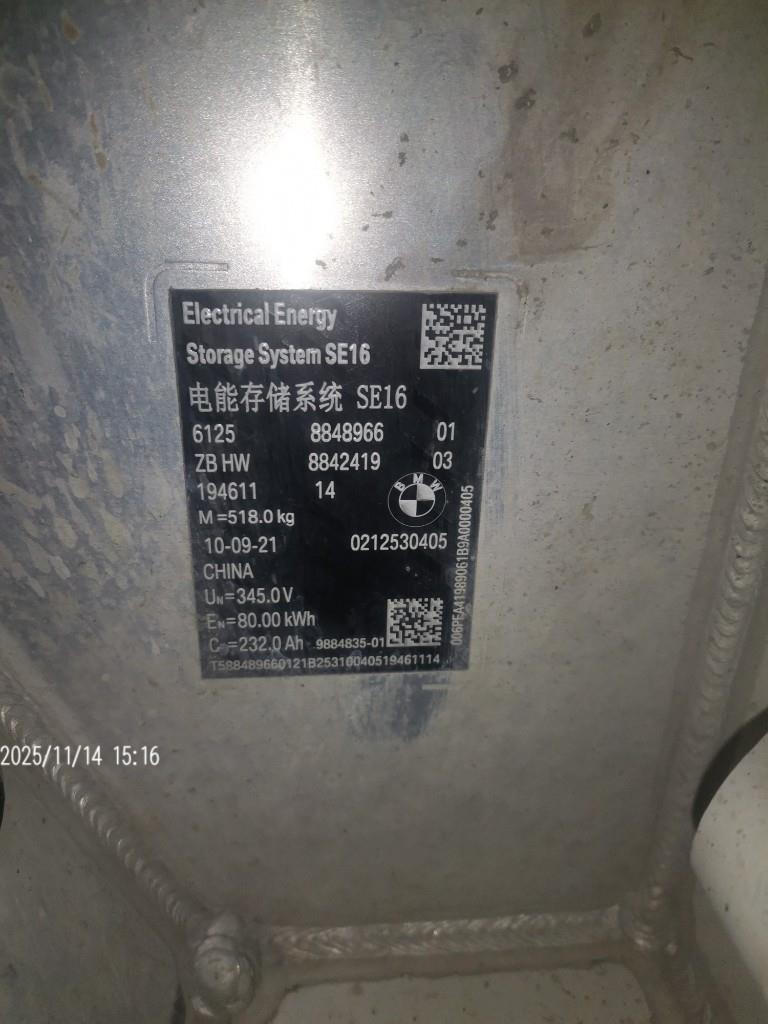 Electrical Energy
Storage System SE16
电能存储系统 SE16
6125 8848966 01
ZB HW 8842419 03
194611 14
BMW
M =518.0 kg
10-09-21 0212530405
CHINA
UN=345.0 V
EN=80.00 kWh
C =232.0 Ah 9884835-01
T588489660121B25310040519461114
006PEA41989061B9A0000405
2025/11/14 15:16